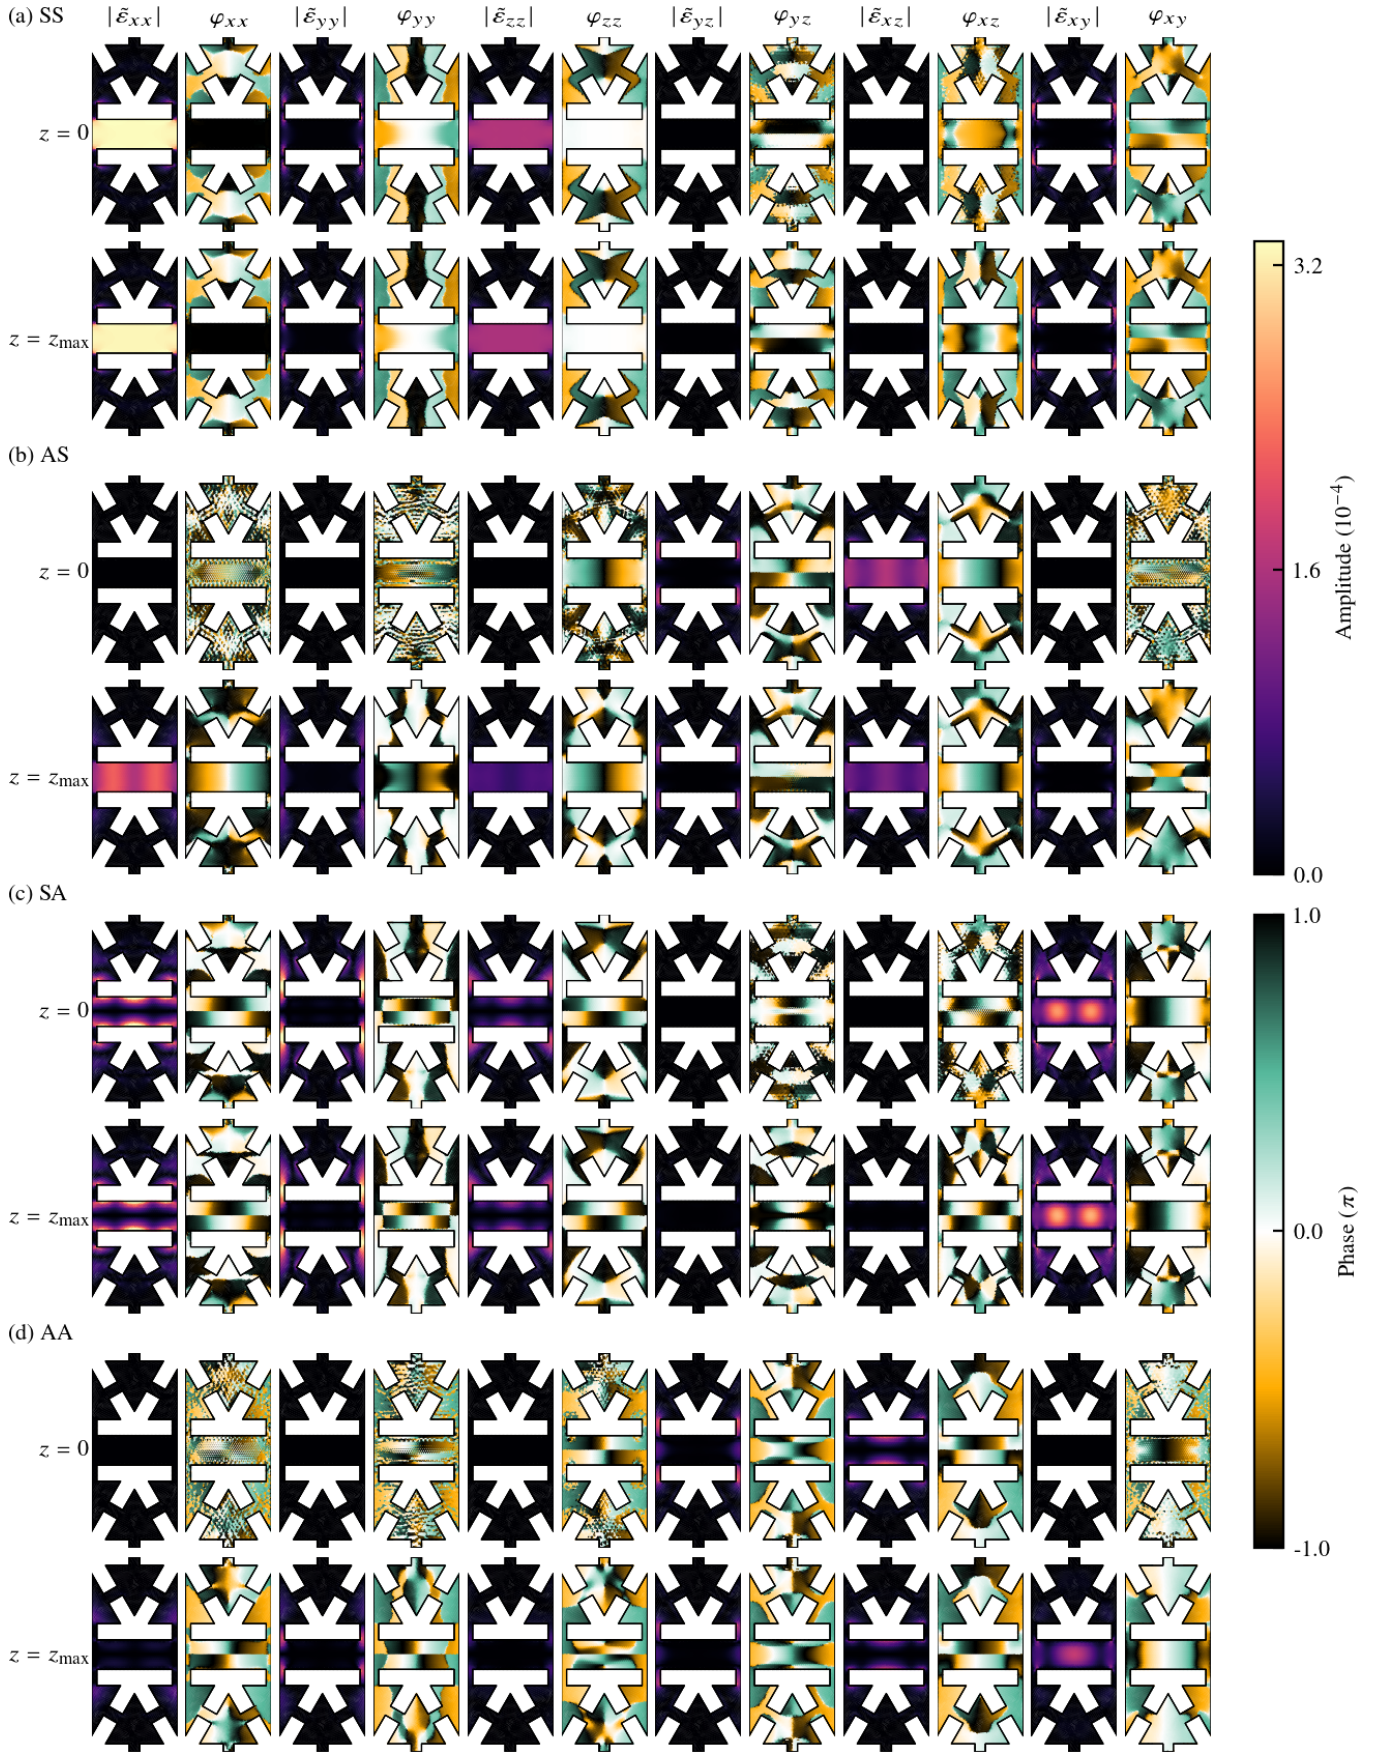 (a) SS |ε̃xx| φxx |ε̃yy| φyy |ε̃zz| φzz |ε̃yz| φyz |ε̃xz| φxz |ε̃xy| φxy
z = 0
z = zmax
3.2
1.6
0.0
Amplitude (10⁻⁴)
(b) AS
z = 0
z = zmax
(c) SA
z = 0
z = zmax
1.0
0.0
-1.0
Phase (π)
(d) AA
z = 0
z = zmax